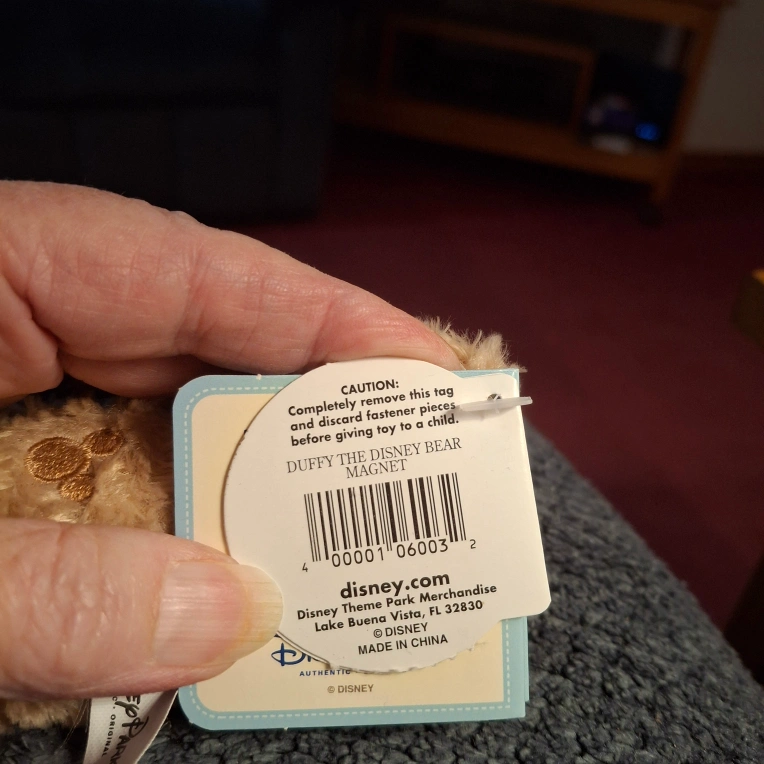 CAUTION:
Completely remove this tag
and discard fastener pieces
before giving toy to a child.
DUFFY THE DISNEY BEAR
MAGNET
4 00001 06003 2
disney.com
Disney Theme Park Merchandise
Lake Buena Vista, FL 32830
© DISNEY
MADE IN CHINA
AUTHENTIC
© DISNEY
ORIGINAL